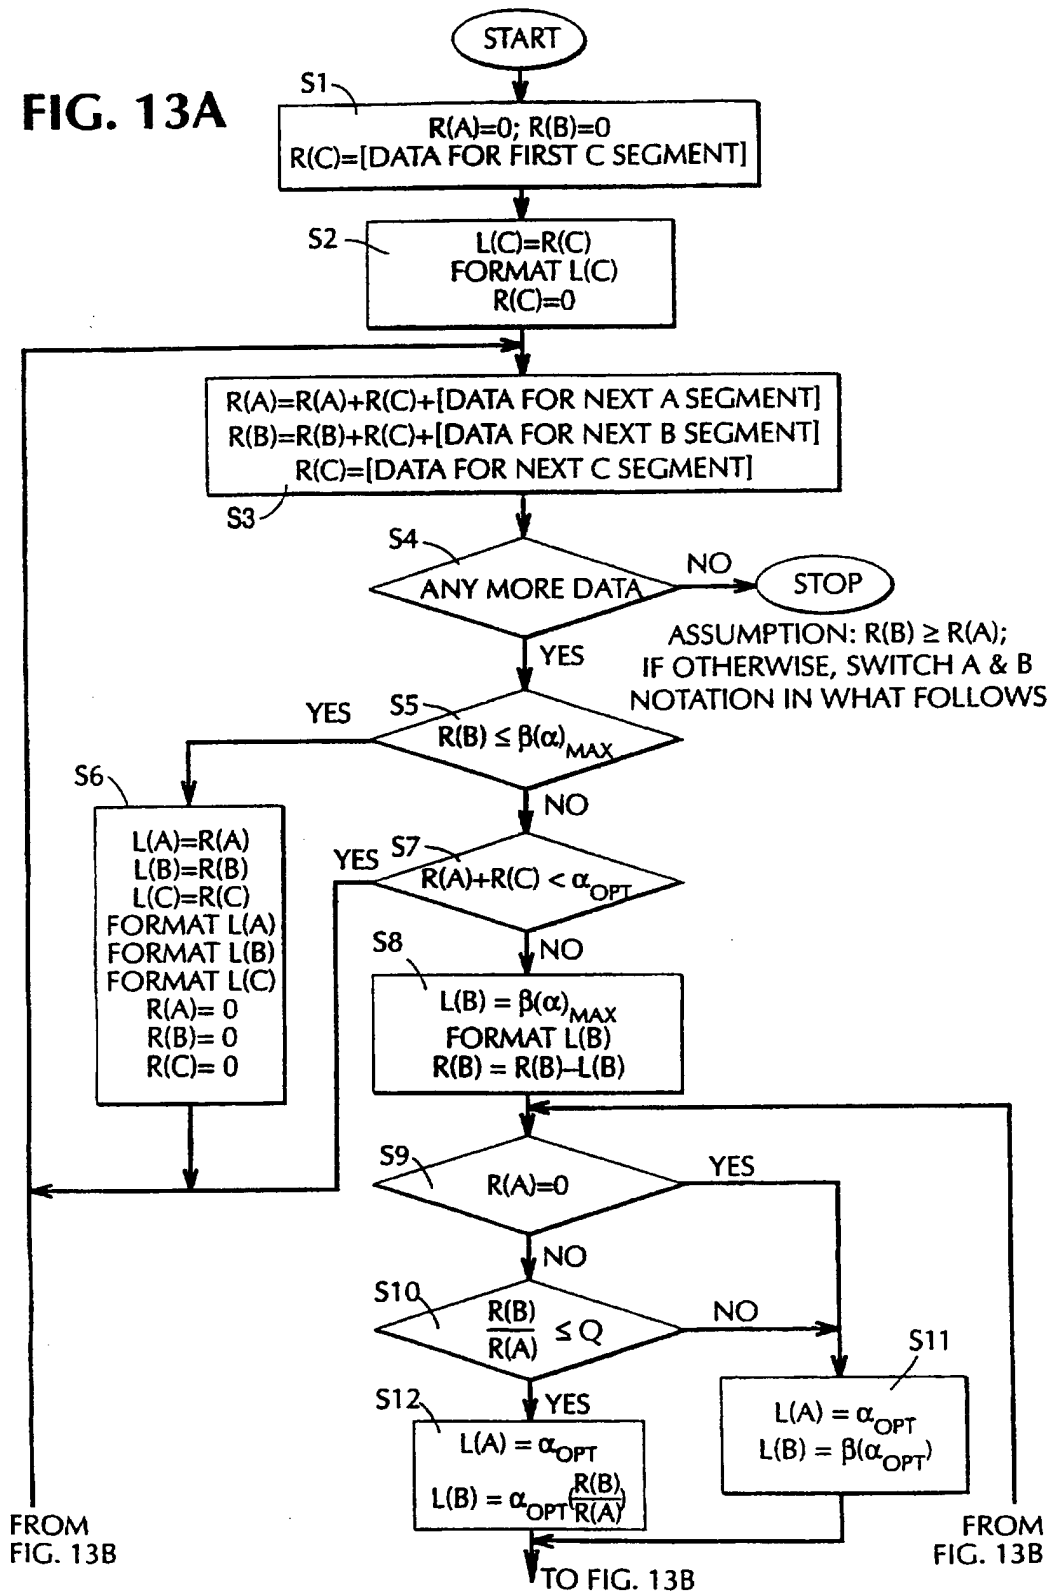 START
FIG. 13A
S1
R(A)=0; R(B)=0
R(C)=[DATA FOR FIRST C SEGMENT]
S2
L(C)=R(C)
FORMAT L(C)
R(C)=0
R(A)=R(A)+R(C)+[DATA FOR NEXT A SEGMENT]
R(B)=R(B)+R(C)+[DATA FOR NEXT B SEGMENT]
R(C)=[DATA FOR NEXT C SEGMENT]
S3
S4
ANY MORE DATA
NO
STOP
YES
ASSUMPTION: R(B) ≥ R(A);
IF OTHERWISE, SWITCH A & B
NOTATION IN WHAT FOLLOWS
S5
R(B) ≤ β(α)MAX
YES
NO
S6
L(A)=R(A)
L(B)=R(B)
L(C)=R(C)
FORMAT L(A)
FORMAT L(B)
FORMAT L(C)
R(A)= 0
R(B)= 0
R(C)= 0
S7
YES
R(A)+R(C) < αOPT
NO
S8
L(B) = β(α)MAX
FORMAT L(B)
R(B) = R(B)–L(B)
S9
R(A)=0
YES
NO
S10
R(B)
R(A) ≤ Q
NO
YES
S11
L(A) = αOPT
L(B) = β(αOPT)
S12
L(A) = αOPT
L(B) = αOPT(R(B)/R(A))
FROM
FIG. 13B
TO FIG. 13B
FROM
FIG. 13B